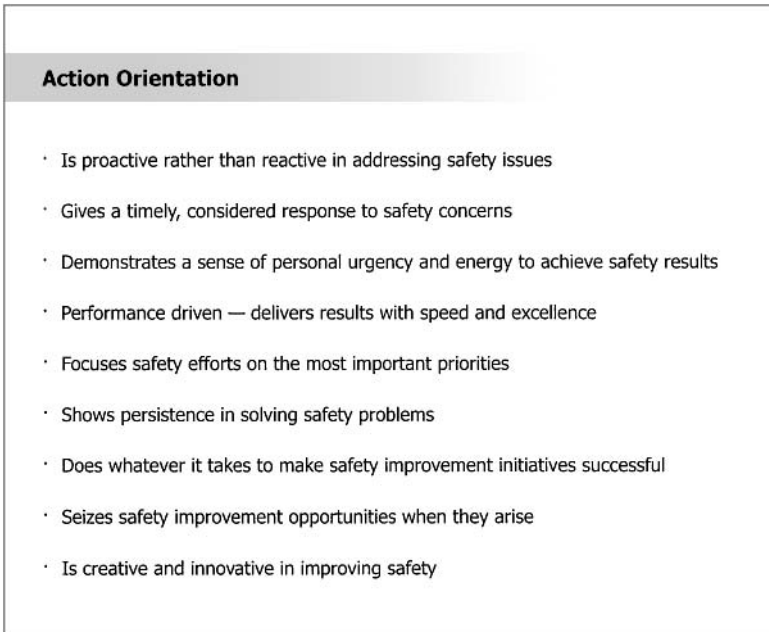 Action Orientation
· Is proactive rather than reactive in addressing safety issues
· Gives a timely, considered response to safety concerns
· Demonstrates a sense of personal urgency and energy to achieve safety results
· Performance driven — delivers results with speed and excellence
· Focuses safety efforts on the most important priorities
· Shows persistence in solving safety problems
· Does whatever it takes to make safety improvement initiatives successful
· Seizes safety improvement opportunities when they arise
· Is creative and innovative in improving safety